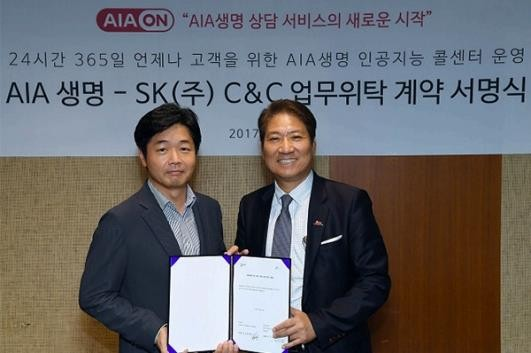 AIA ON “AIA생명 상담 서비스의 새로운 시작”
24시간 365일 언제나 고객을 위한 AIA생명 인공지능 콜센터 운영
AIA 생명 – SK(주) C&C 업무위탁 계약 서명식
2017